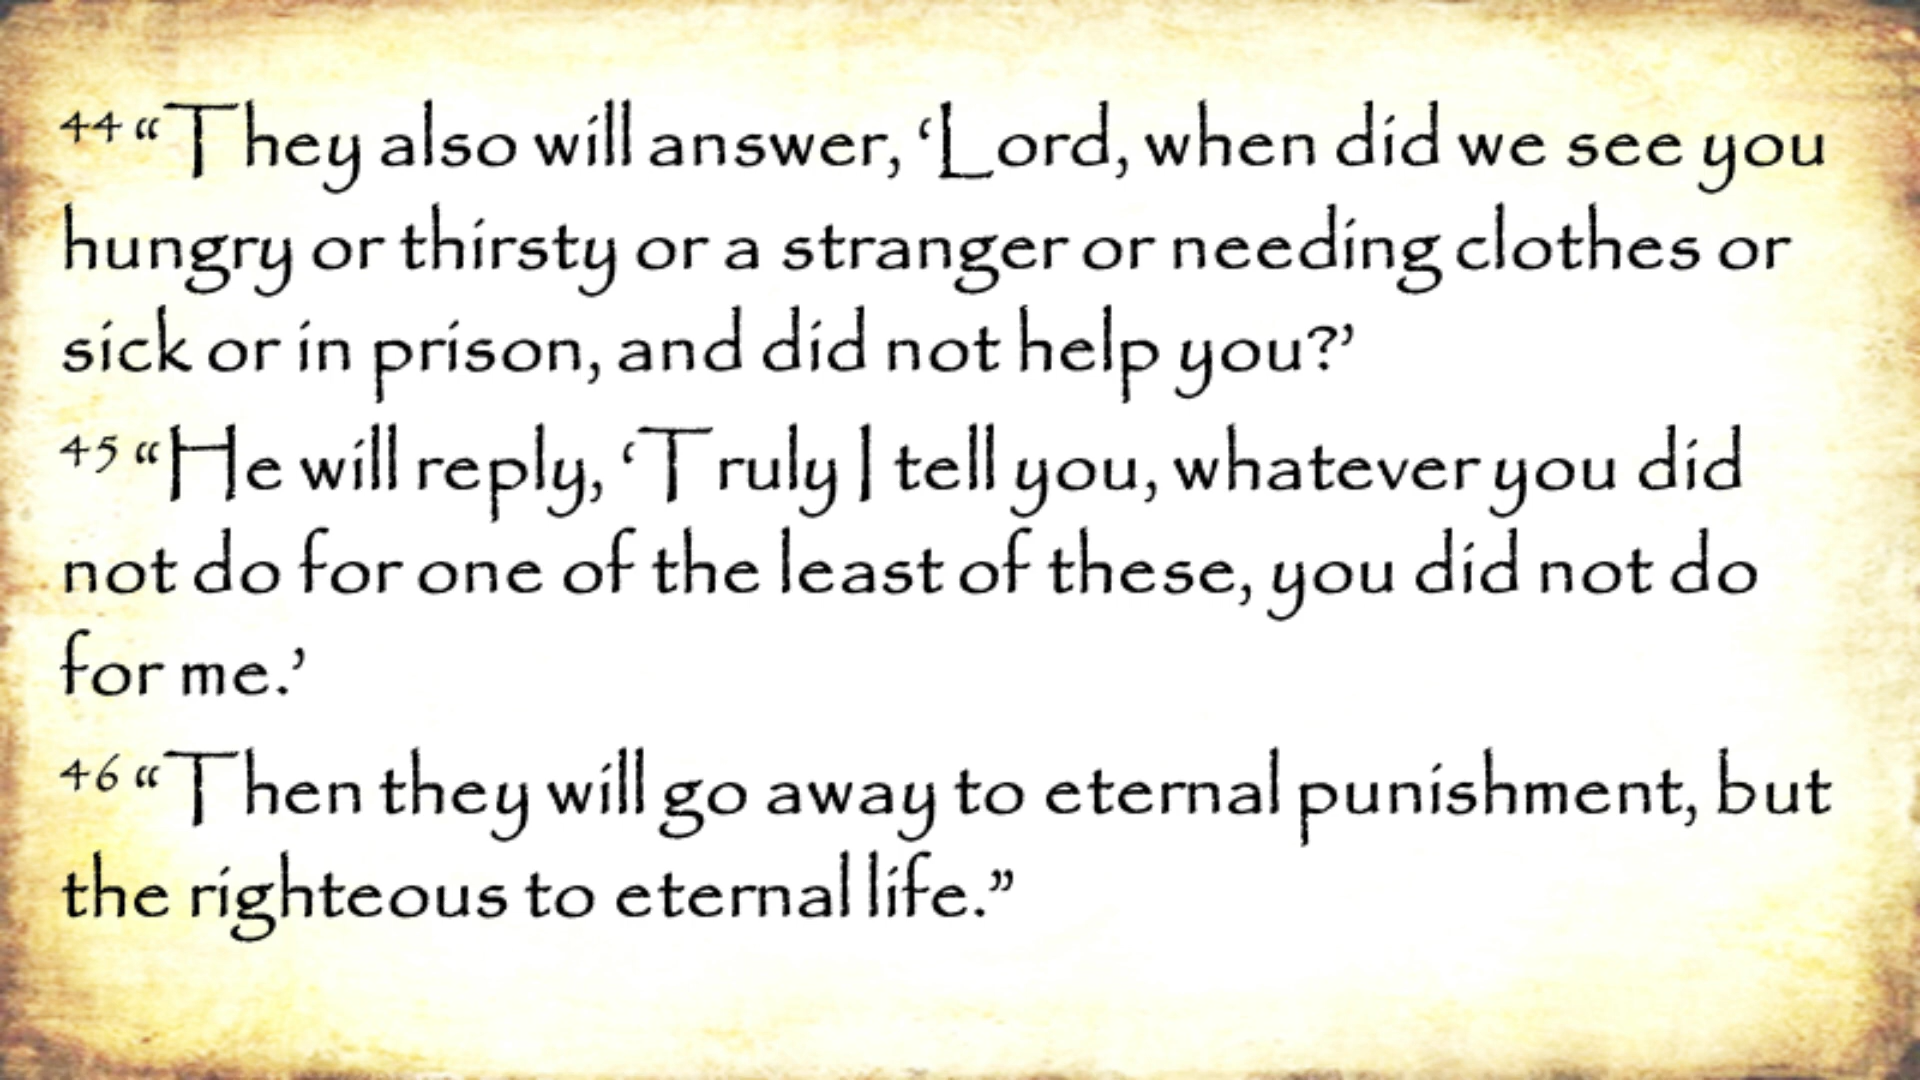 44 “They also will answer, ‘Lord, when did we see you
hungry or thirsty or a stranger or needing clothes or
sick or in prison, and did not help you?’
45 “He will reply, ‘Truly I tell you, whatever you did
not do for one of the least of these, you did not do
for me.’
46 “Then they will go away to eternal punishment, but
the righteous to eternal life.”